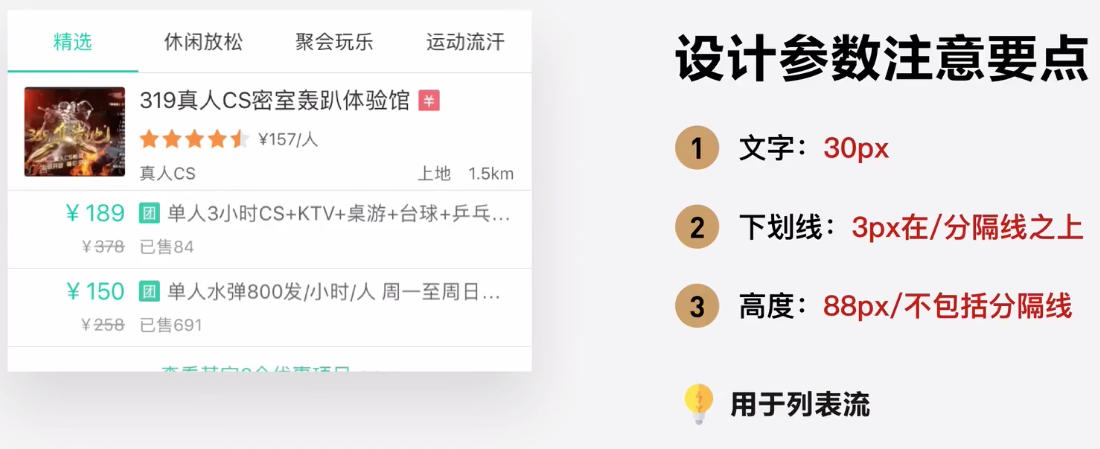 精选 休闲放松 聚会玩乐 运动流汗
319真人CS密室轰趴体验馆 ¥
¥157/人
真人CS 上地 1.5km
¥ 189 团 单人3小时CS+KTV+桌游+台球+乒乓...
¥378 已售84
¥ 150 团 单人水弹800发/小时/人 周一至周日...
¥258 已售691
设计参数注意要点
1 文字：30px
2 下划线：3px在/分隔线之上
3 高度：88px/不包括分隔线
用于列表流